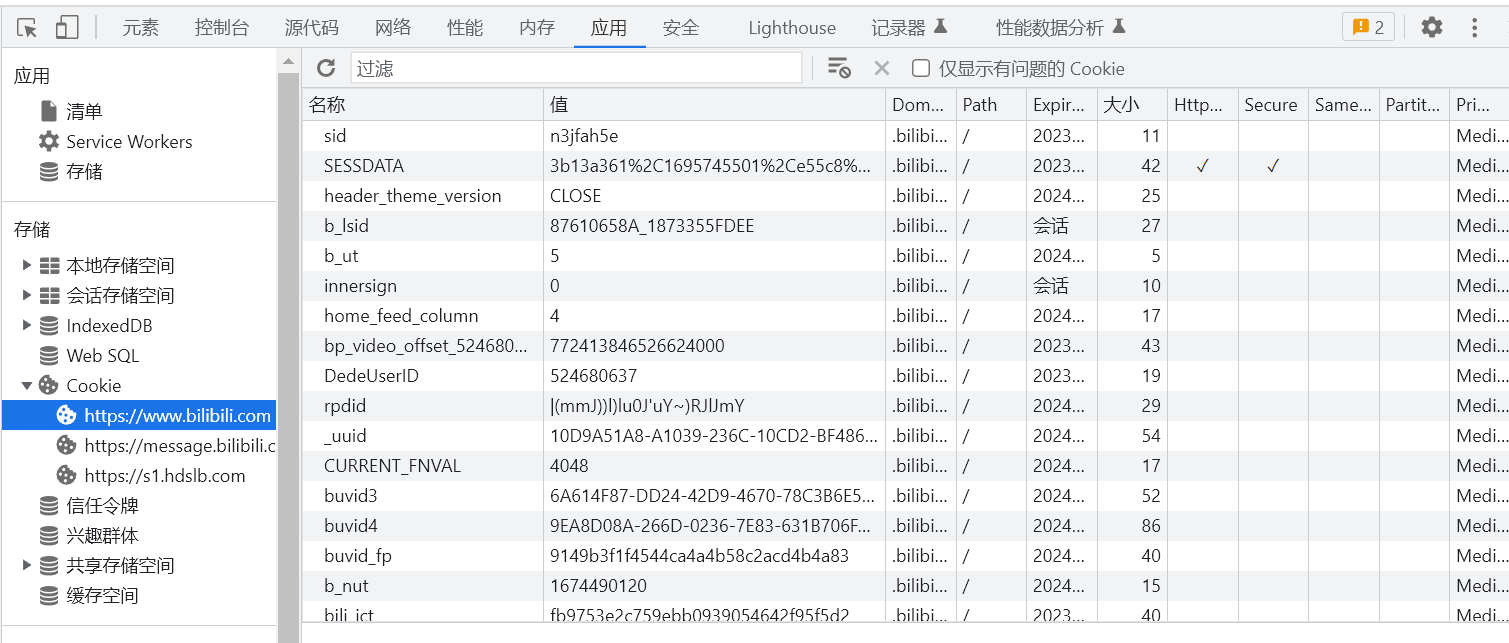 元素 控制台 源代码 网络 性能 内存 应用 安全 Lighthouse 记录器 性能数据分析 2
应用
清单
Service Workers
存储
存储
本地存储空间
会话存储空间
IndexedDB
Web SQL
Cookie
https://www.bilibili.com
https://message.bilibili.c
https://s1.hdslb.com
信任令牌
兴趣群体
共享存储空间
缓存空间
过滤 仅显示有问题的 Cookie
名称 值 Dom... Path Expir... 大小 Http... Secure Same... Partit... Pri...
sid n3jfah5e .bilibi... / 2023... 11 Medi...
SESSDATA 3b13a361%2C1695745501%2Ce55c8%... .bilibi... / 2023... 42 ✓ ✓ Medi...
header_theme_version CLOSE .bilibi... / 2024... 25 Medi...
b_lsid 87610658A_1873355FDEE .bilibi... / 会话 27 Medi...
b_ut 5 .bilibi... / 2024... 5 Medi...
innersign 0 .bilibi... / 会话 10 Medi...
home_feed_column 4 .bilibi... / 2024... 17 Medi...
bp_video_offset_524680... 772413846526624000 .bilibi... / 2023... 43 Medi...
DedeUserID 524680637 .bilibi... / 2023... 19 Medi...
rpdid |(mmJ))l)lu0J'uY~)RJlJmY .bilibi... / 2024... 29 Medi...
_uuid 10D9A51A8-A1039-236C-10CD2-BF486... .bilibi... / 2024... 54 Medi...
CURRENT_FNVAL 4048 .bilibi... / 2024... 17 Medi...
buvid3 6A614F87-DD24-42D9-4670-78C3B6E5... .bilibi... / 2024... 52 Medi...
buvid4 9EA8D08A-266D-0236-7E83-631B706F... .bilibi... / 2024... 86 Medi...
buvid_fp 9149b3f1f4544ca4a4b58c2acd4b4a83 .bilibi... / 2024... 40 Medi...
b_nut 1674490120 .bilibi... / 2024... 15 Medi...
bili_jct fb9753e2c759ebb0939054642f95f5d2 .bilibi... / 2023... 40 Medi...